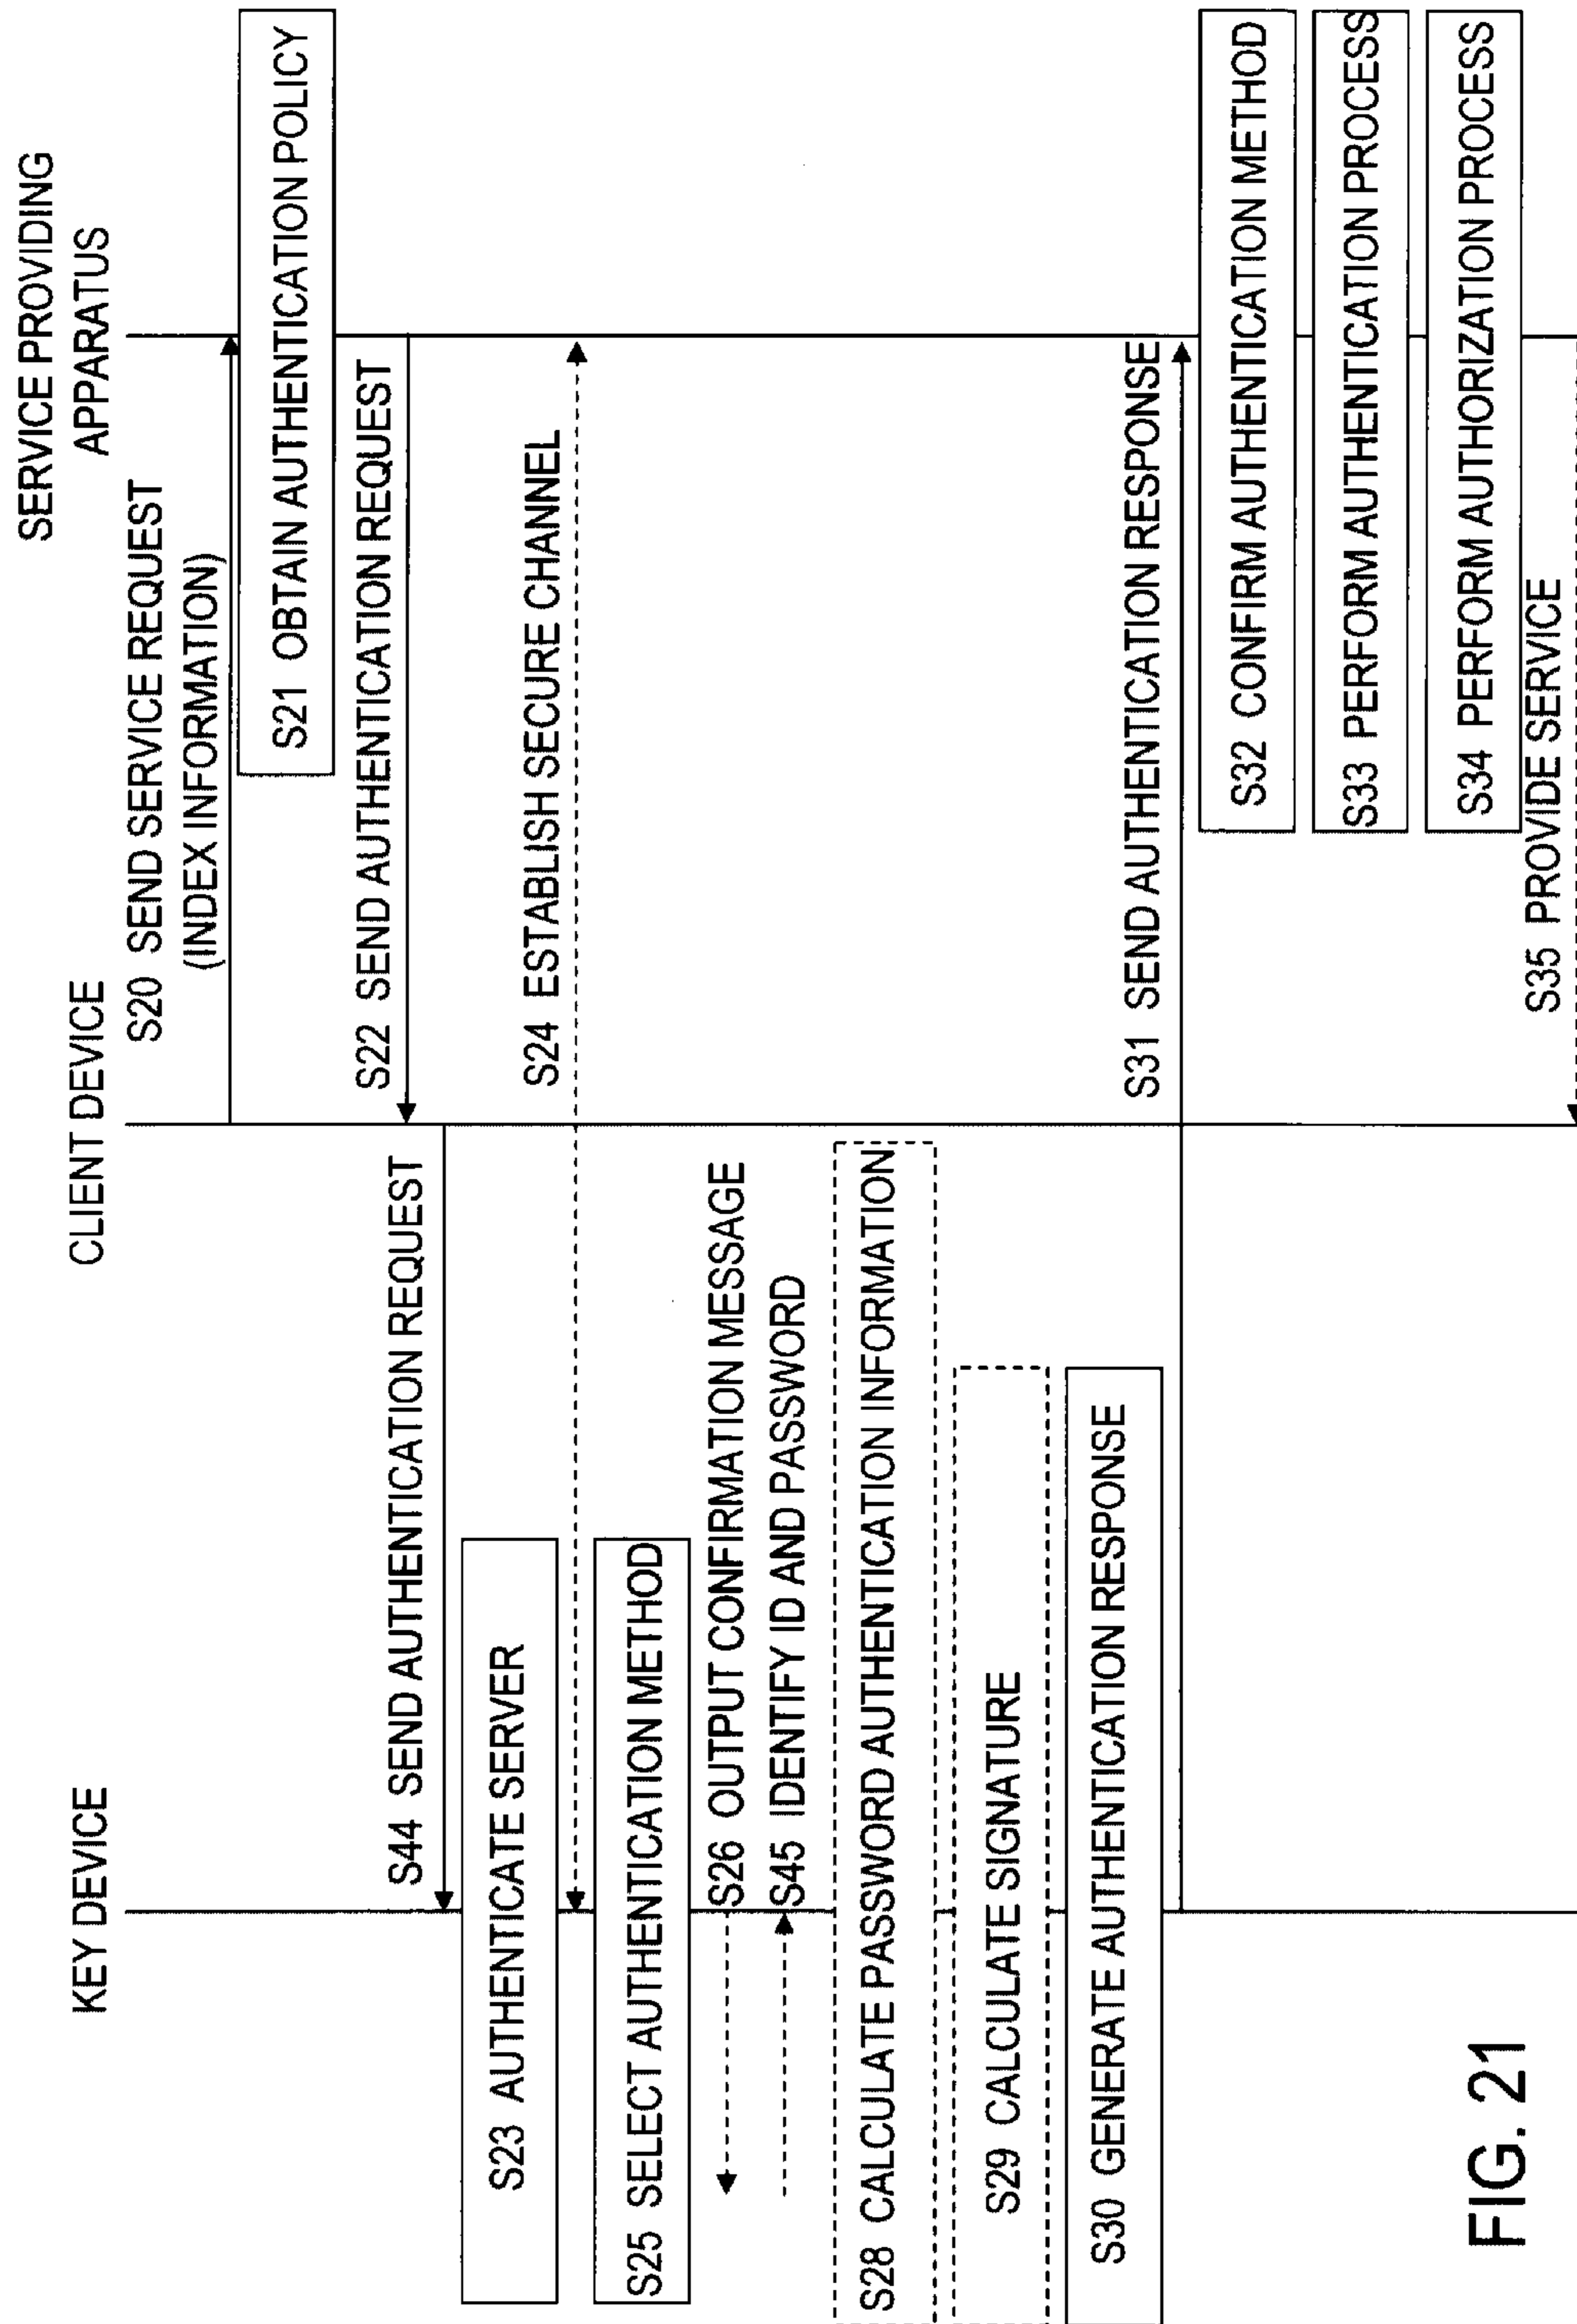 KEY DEVICE
CLIENT DEVICE
SERVICE PROVIDING
APPARATUS
S20 SEND SERVICE REQUEST
(INDEX INFORMATION)
S21 OBTAIN AUTHENTICATION POLICY
S22 SEND AUTHENTICATION REQUEST
S44 SEND AUTHENTICATION REQUEST
S23 AUTHENTICATE SERVER
S24 ESTABLISH SECURE CHANNEL
S25 SELECT AUTHENTICATION METHOD
S26 OUTPUT CONFIRMATION MESSAGE
S45 IDENTIFY ID AND PASSWORD
S28 CALCULATE PASSWORD AUTHENTICATION INFORMATION
S29 CALCULATE SIGNATURE
S30 GENERATE AUTHENTICATION RESPONSE
S31 SEND AUTHENTICATION RESPONSE
S32 CONFIRM AUTHENTICATION METHOD
S33 PERFORM AUTHENTICATION PROCESS
S34 PERFORM AUTHORIZATION PROCESS
S35 PROVIDE SERVICE
FIG. 21